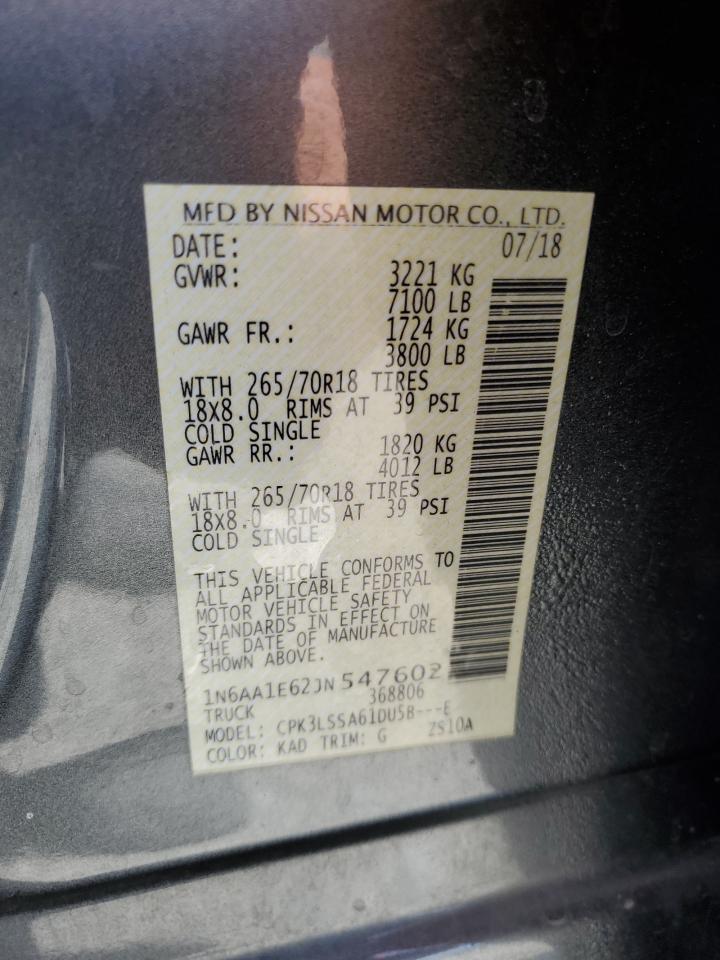 MFD BY NISSAN MOTOR CO., LTD.
DATE: 07/18
GVWR: 3221 KG
7100 LB
GAWR FR.: 1724 KG
3800 LB
WITH 265/70R18 TIRES
18X8.0 RIMS AT 39 PSI
COLD SINGLE
GAWR RR.: 1820 KG
4012 LB
WITH 265/70R18 TIRES
18X8.0 RIMS AT 39 PSI
COLD SINGLE
THIS VEHICLE CONFORMS TO
ALL APPLICABLE FEDERAL
MOTOR VEHICLE SAFETY
STANDARDS IN EFFECT ON
THE DATE OF MANUFACTURE
SHOWN ABOVE.
1N6AA1E62JN547602
TRUCK 368806
MODEL: CPK3LSSA61DU5B---E
COLOR: KAD TRIM: G ZS10A